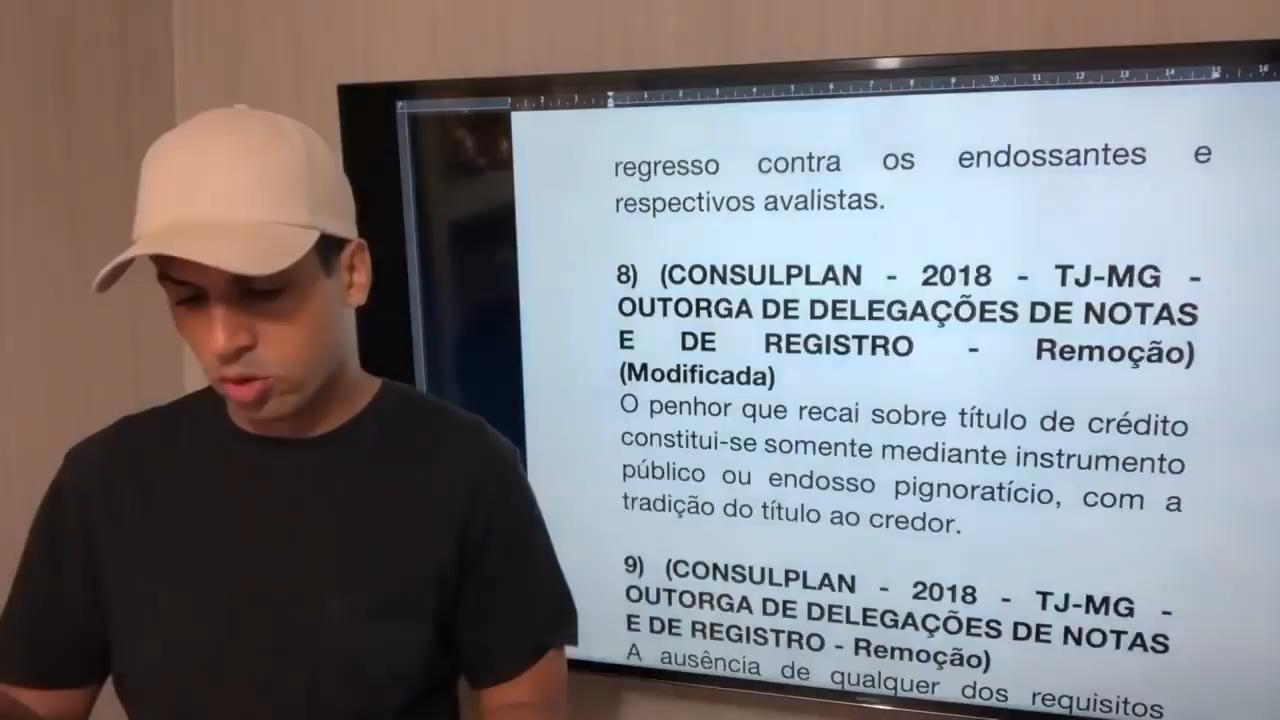 regresso contra os endossantes e
respectivos avalistas.
8) (CONSULPLAN - 2018 - TJ-MG -
OUTORGA DE DELEGAÇÕES DE NOTAS
E DE REGISTRO - Remoção)
(Modificada)
O penhor que recai sobre título de crédito
constitui-se somente mediante instrumento
público ou endosso pignoratício, com a
tradição do título ao credor.
9) (CONSULPLAN - 2018 - TJ-MG -
OUTORGA DE DELEGAÇÕES DE NOTAS
E DE REGISTRO - Remoção)
A ausência de qualquer dos requisitos